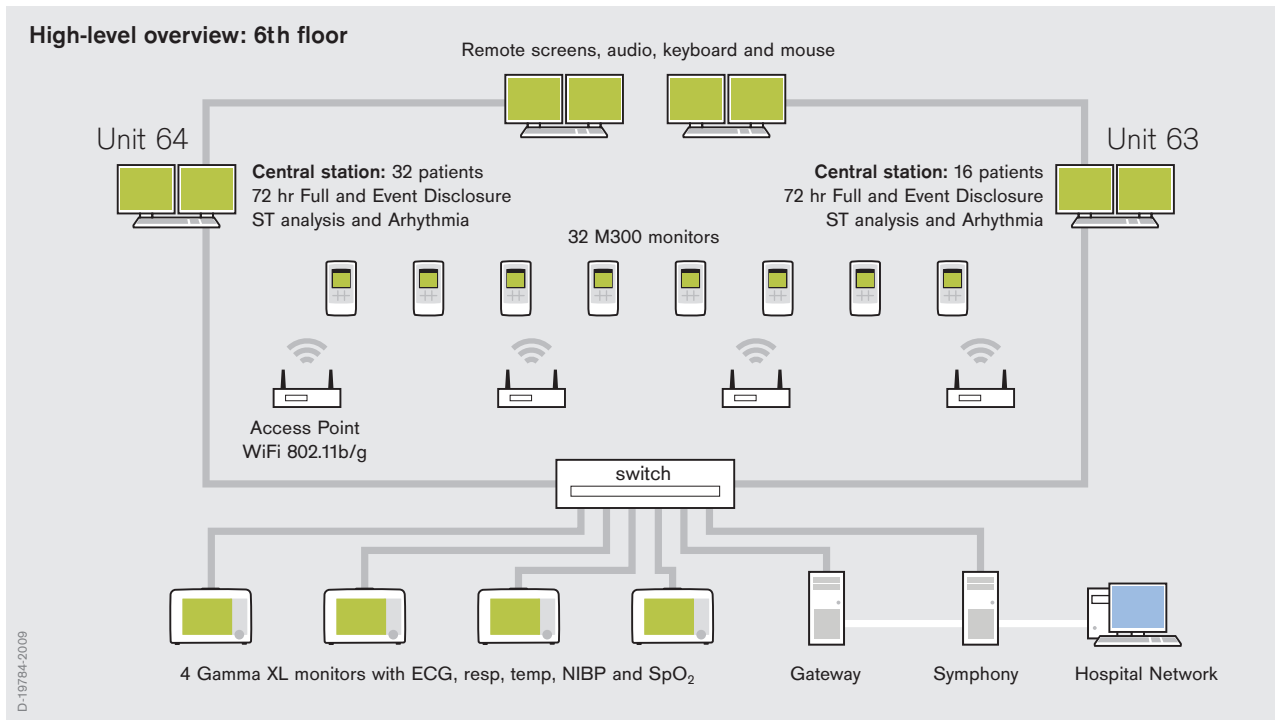 High-level overview: 6th floor
Remote screens, audio, keyboard and mouse
Unit 64
Unit 63
Central station: 32 patients
72 hr Full and Event Disclosure
ST analysis and Arhythmia
Central station: 16 patients
72 hr Full and Event Disclosure
ST analysis and Arhythmia
32 M300 monitors
Access Point
WiFi 802.11b/g
switch
4 Gamma XL monitors with ECG, resp, temp, NIBP and SpO₂
Gateway
Symphony
Hospital Network
D-19784-2009